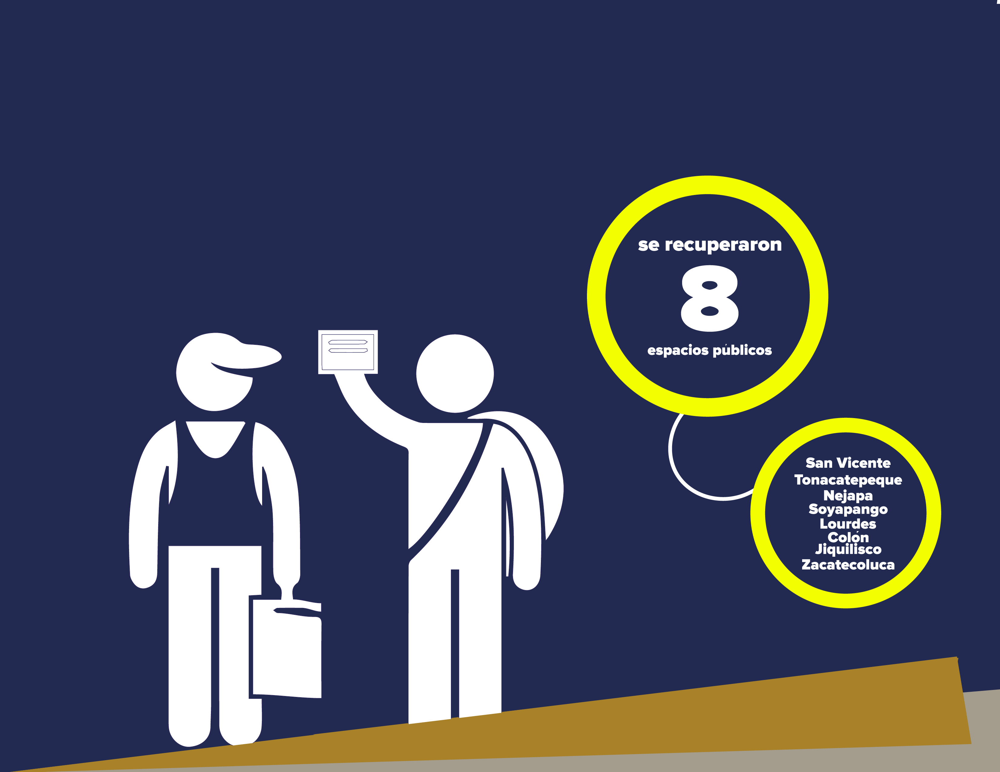 se recuperaron
8
espacios públicos
San Vicente
Tonacatepeque
Nejapa
Soyapango
Lourdes
Colón
Jiquilisco
Zacatecoluca